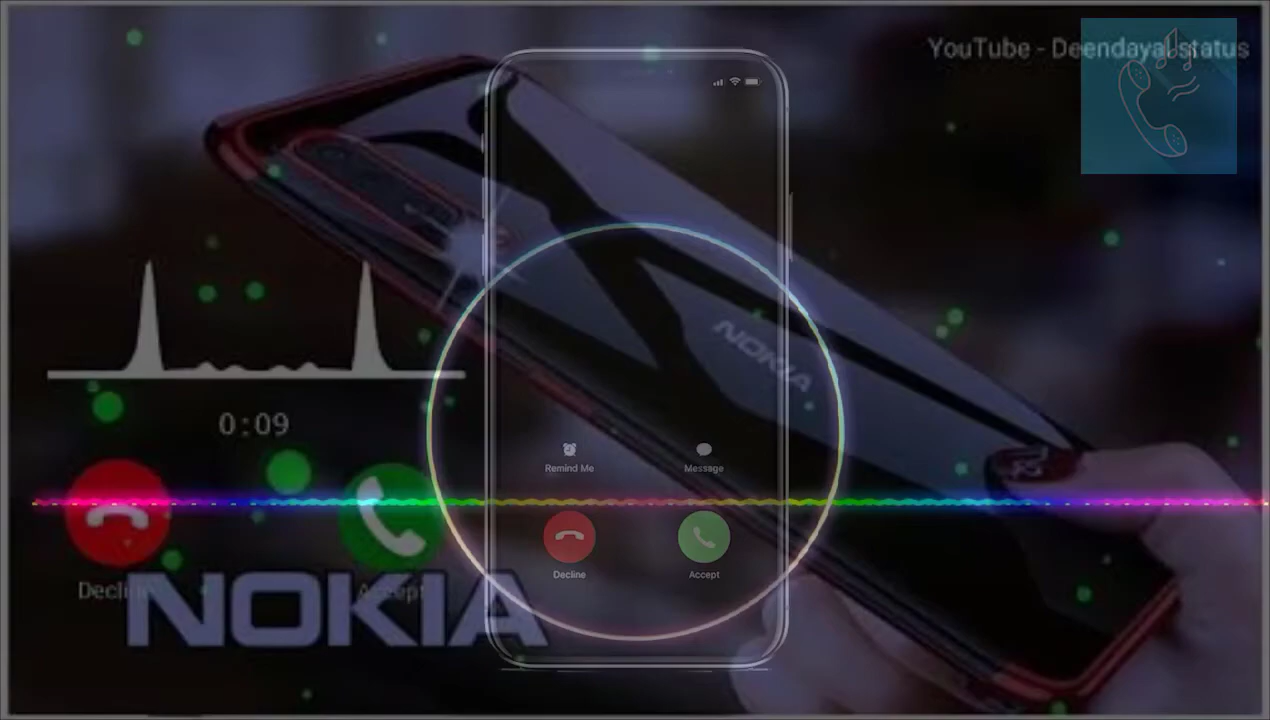 YouTube - Deendayal status
NOKIA
0:09
Remind Me
Message
Decline
Accept
Decline
Accept
NOKIA